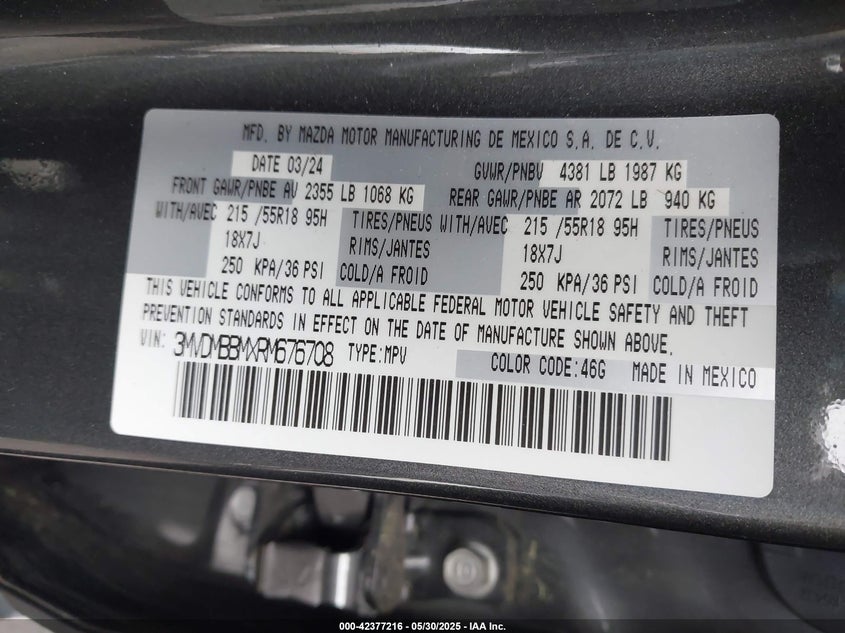 MFD. BY MAZDA MOTOR MANUFACTURING DE MEXICO S.A. DE C.V.
DATE 03/24 GVWR/PNBV 4381 LB 1987 KG
FRONT GAWR/PNBE AV 2355 LB 1068 KG REAR GAWR/PNBE AR 2072 LB 940 KG
WITH/AVEC 215 /55R18 95H TIRES/PNEUS WITH/AVEC 215 /55R18 95H TIRES/PNEUS
18X7J RIMS/JANTES 18X7J RIMS/JANTES
250 KPA/36 PSI COLD/A FROID 250 KPA/36 PSI COLD/A FROID
THIS VEHICLE CONFORMS TO ALL APPLICABLE FEDERAL MOTOR VEHICLE SAFETY AND THEFT
PREVENTION STANDARDS IN EFFECT ON THE DATE OF MANUFACTURE SHOWN ABOVE.
VIN: 3MVDMBBMXRM676708 TYPE:MPV COLOR CODE:46G MADE IN MEXICO
000-42377216 - 05/30/2025 - IAA Inc.